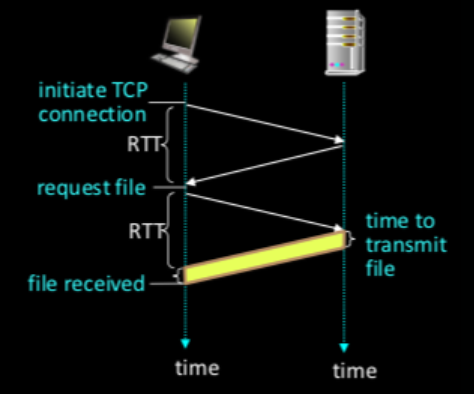 initiate TCP
connection
RTT
request file
RTT
time to
transmit
file
file received
time
time